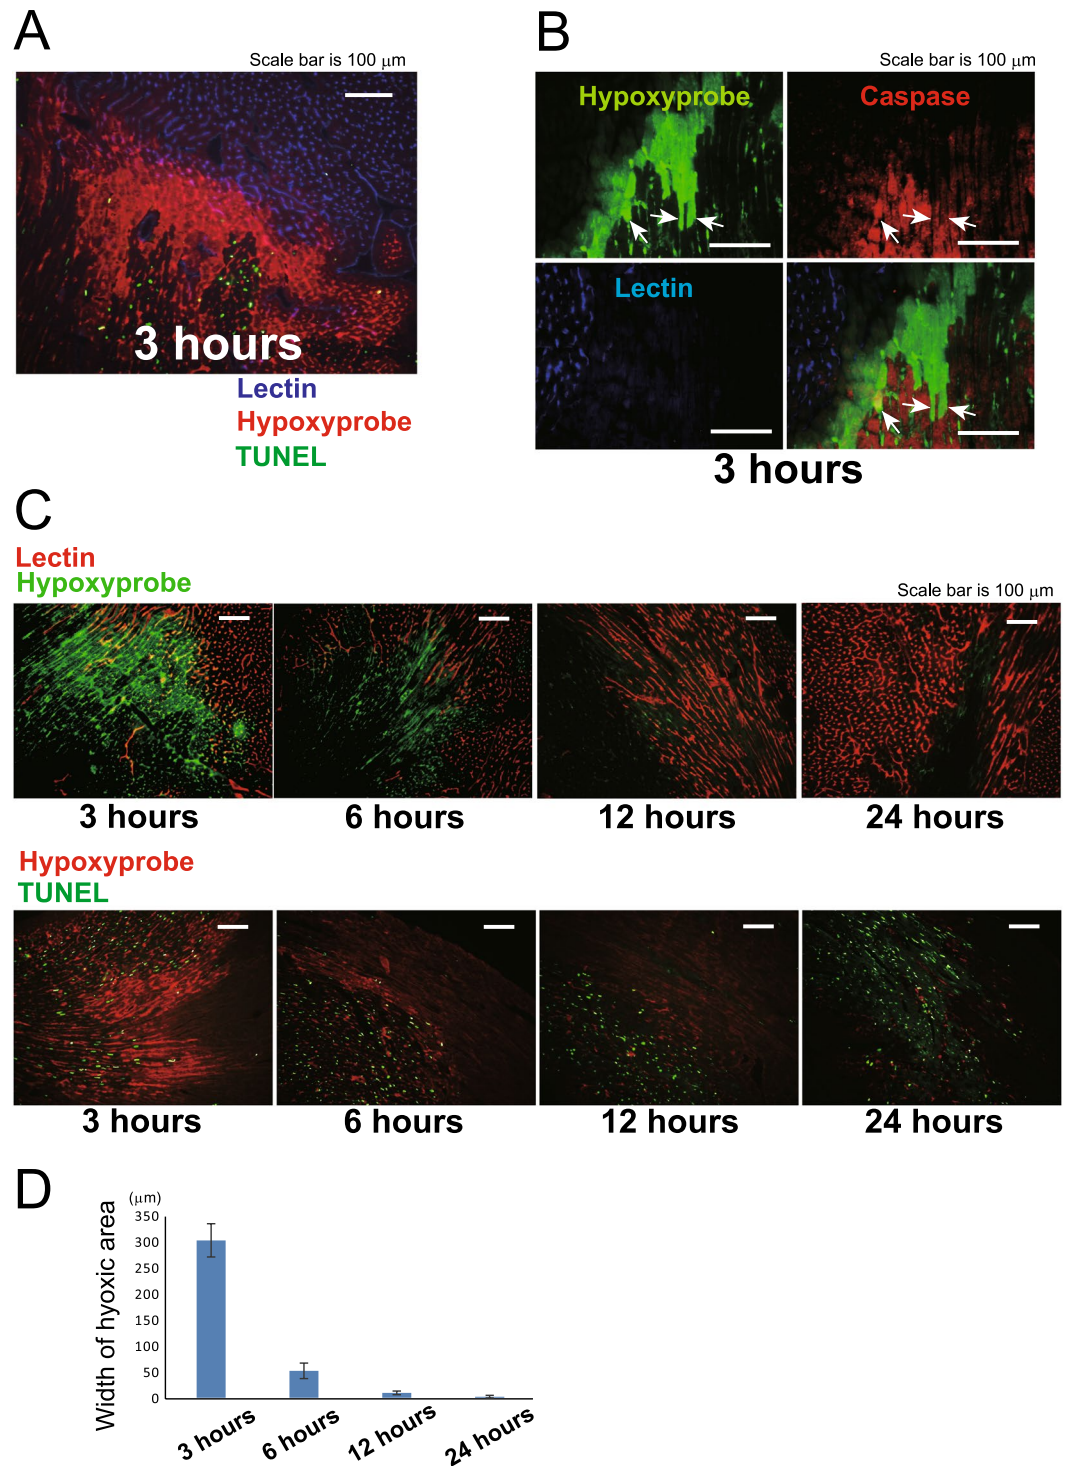 A
Scale bar is 100 μm
3 hours
Lectin
Hypoxyprobe
TUNEL
B
Scale bar is 100 μm
Hypoxyprobe
Caspase
Lectin
3 hours
C
Lectin
Hypoxyprobe
Scale bar is 100 μm
3 hours
6 hours
12 hours
24 hours
Hypoxyprobe
TUNEL
3 hours
6 hours
12 hours
24 hours
D
(μm)
Width of hyoxic area
350
300
250
200
150
100
50
0
3 hours
6 hours
12 hours
24 hours